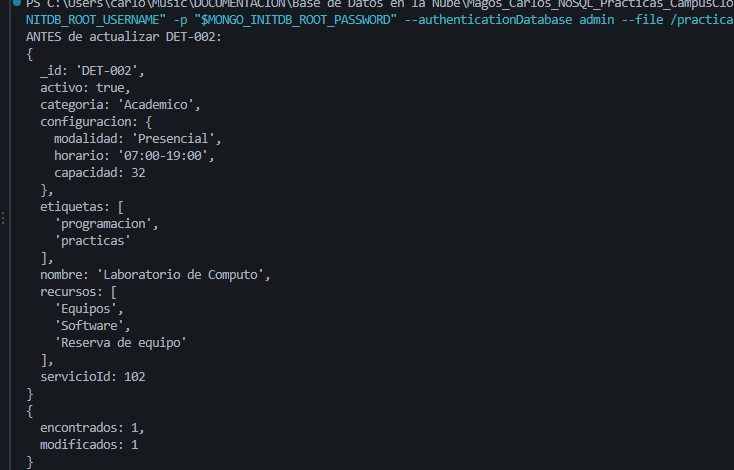 PS C:\Users\carlo\Music\DOCUMENTACION\Base de Datos en la Nube\Magos_Carlos_NoSQL_Practicas_CampusClo
NITDB_ROOT_USERNAME" -p "$MONGO_INITDB_ROOT_PASSWORD" --authenticationDatabase admin --file /practica
ANTES de actualizar DET-002:
{
  _id: 'DET-002',
  activo: true,
  categoria: 'Academico',
  configuracion: {
    modalidad: 'Presencial',
    horario: '07:00-19:00',
    capacidad: 32
  },
  etiquetas: [
    'programacion',
    'practicas'
  ],
  nombre: 'Laboratorio de Computo',
  recursos: [
    'Equipos',
    'Software',
    'Reserva de equipo'
  ],
  servicioId: 102
}
{
  encontrados: 1,
  modificados: 1
}